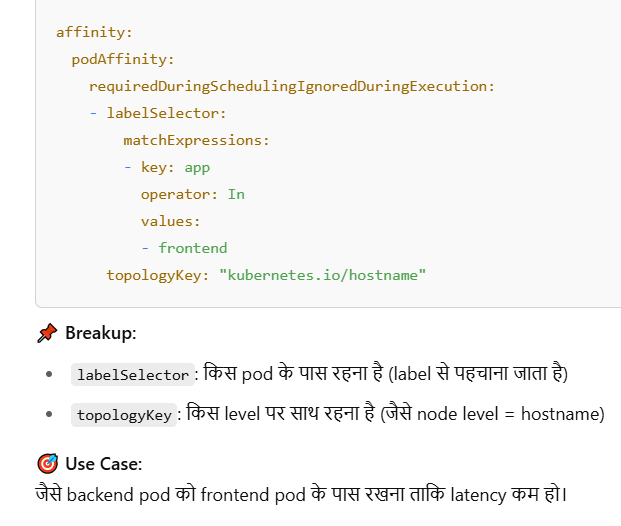 affinity:
podAffinity:
requiredDuringSchedulingIgnoredDuringExecution:
- labelSelector:
matchExpressions:
- key: app
operator: In
values:
- frontend
topologyKey: "kubernetes.io/hostname"
📌 Breakup:
• labelSelector: किस pod के पास रहना है (label से पहचाना जाता है)
• topologyKey: किस level पर साथ रहना है (जैसे node level = hostname)
🎯 Use Case:
जैसे backend pod को frontend pod के पास रखना ताकि latency कम हो।